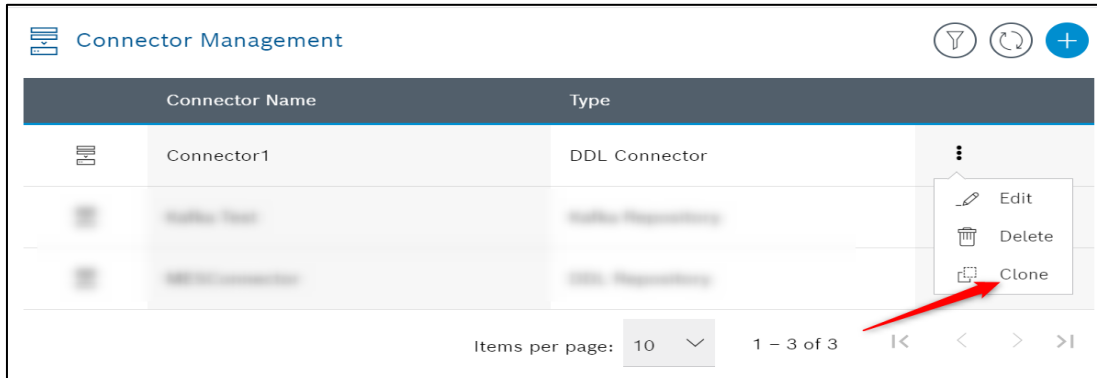 Connector Management
Connector Name Type
Connector1 DDL Connector
Edit
Delete
Clone
Items per page: 10 1 – 3 of 3